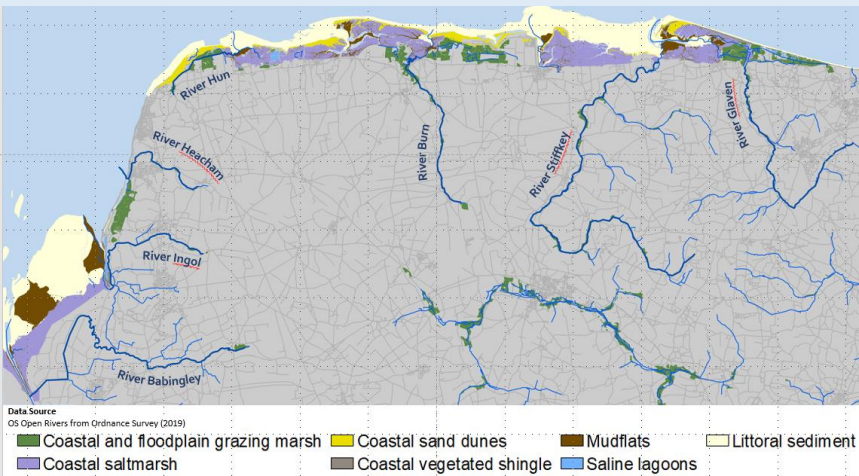 River Hun
River Heacham
River Burn
River Stiffkey
River Glaven
River Ingol
River Babingley
Data Source
OS Open Rivers from Ordnance Survey (2019)
Coastal and floodplain grazing marsh
Coastal sand dunes
Mudflats
Littoral sediment
Coastal saltmarsh
Coastal vegetated shingle
Saline lagoons